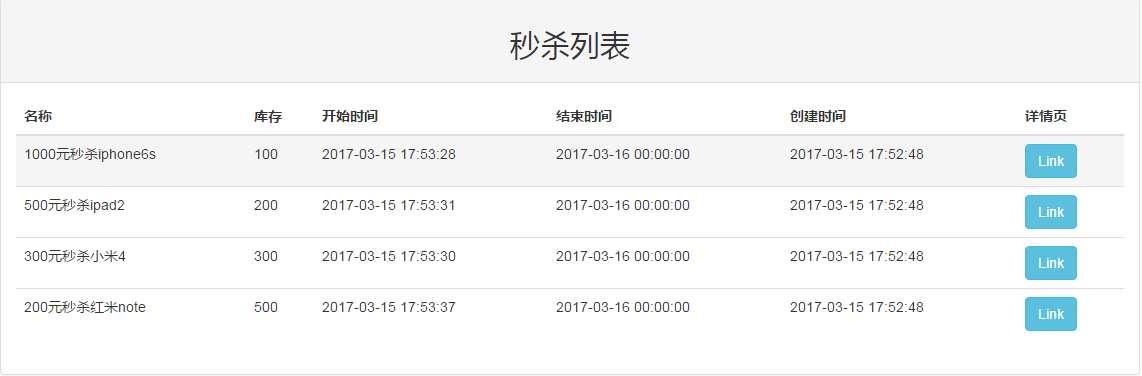 秒杀列表
名称 库存 开始时间 结束时间 创建时间 详情页
1000元秒杀iphone6s 100 2017-03-15 17:53:28 2017-03-16 00:00:00 2017-03-15 17:52:48 Link
500元秒杀ipad2 200 2017-03-15 17:53:31 2017-03-16 00:00:00 2017-03-15 17:52:48 Link
300元秒杀小米4 300 2017-03-15 17:53:30 2017-03-16 00:00:00 2017-03-15 17:52:48 Link
200元秒杀红米note 500 2017-03-15 17:53:37 2017-03-16 00:00:00 2017-03-15 17:52:48 Link